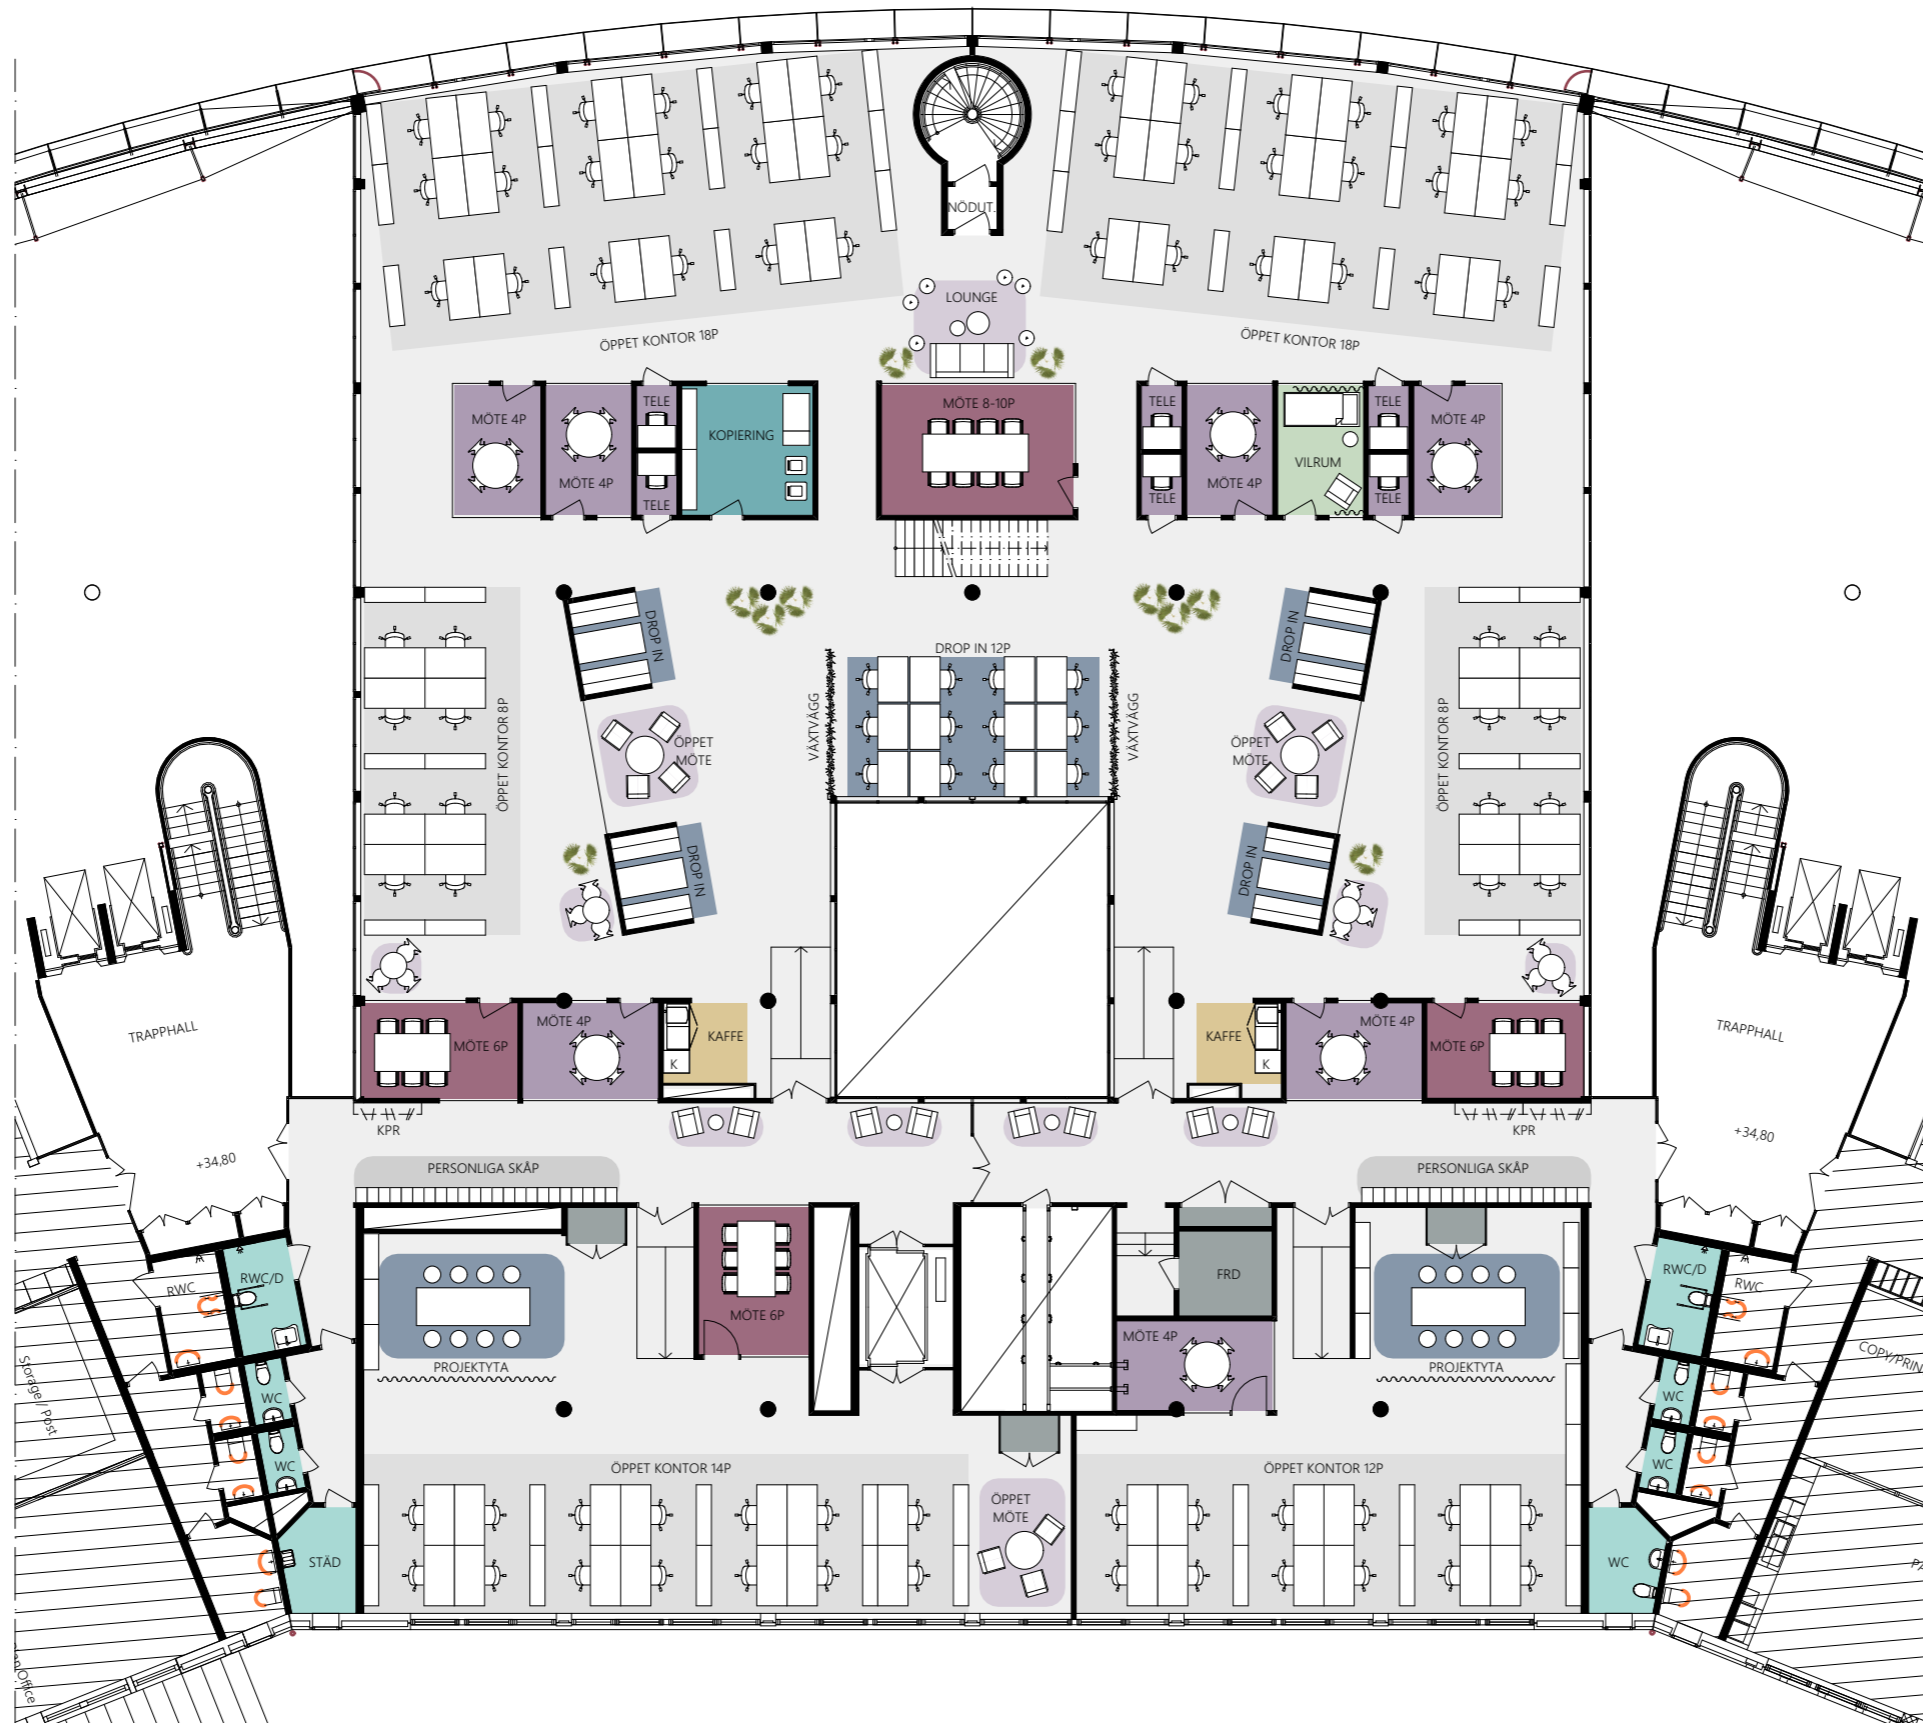 NÖDUT.
LOUNGE
ÖPPET KONTOR 18P
ÖPPET KONTOR 18P
MÖTE 4P
MÖTE 4P
TELE
TELE
KOPIERING
MÖTE 8-10P
TELE
TELE
MÖTE 4P
VILRUM
TELE
TELE
MÖTE 4P
DROP IN
DROP IN 12P
DROP IN
ÖPPET KONTOR 8P
ÖPPET
MÖTE
VÄXTVÄGG
VÄXTVÄGG
ÖPPET
MÖTE
ÖPPET KONTOR 8P
DROP IN
DROP IN
TRAPPHALL
MÖTE 6P
MÖTE 4P
KAFFE
K
KAFFE
K
MÖTE 4P
MÖTE 6P
TRAPPHALL
KPR
KPR
+34,80
+34,80
PERSONLIGA SKÅP
PERSONLIGA SKÅP
RWC
RWC/D
FRD
RWC/D
RWC
MÖTE 6P
MÖTE 4P
PROJEKTYTA
PROJEKTYTA
Storage / Post
COPY/PRIN
WC
WC
WC
WC
ÖPPET KONTOR 14P
ÖPPET KONTOR 12P
ÖPPET
MÖTE
STÄD
WC
Office